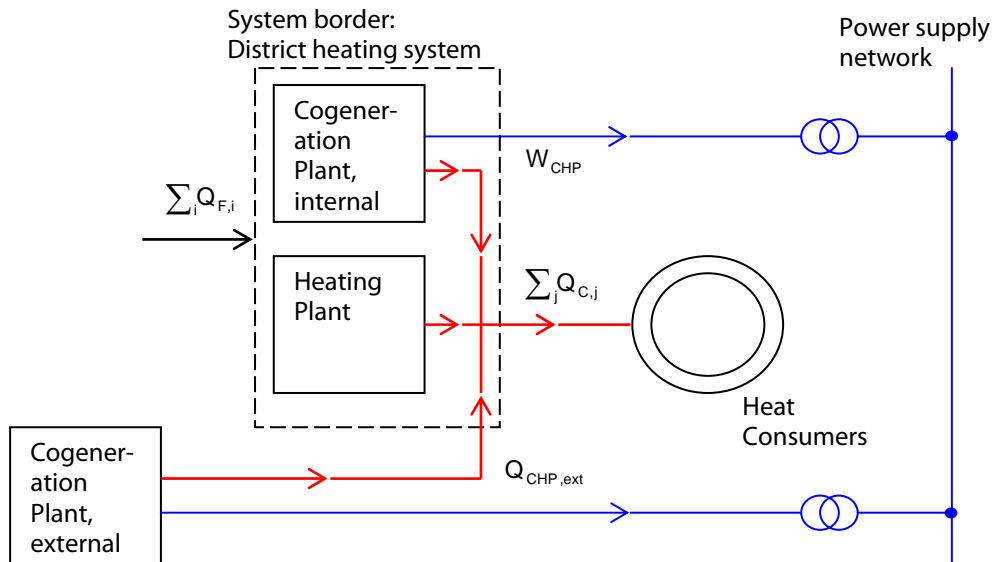 System border:
District heating system
Power supply
network
Cogener-
ation
Plant,
internal
W_CHP
∑_i Q_F,i
Heating
Plant
∑_j Q_C,j
Heat
Consumers
Cogener-
ation
Plant,
external
Q_CHP,ext